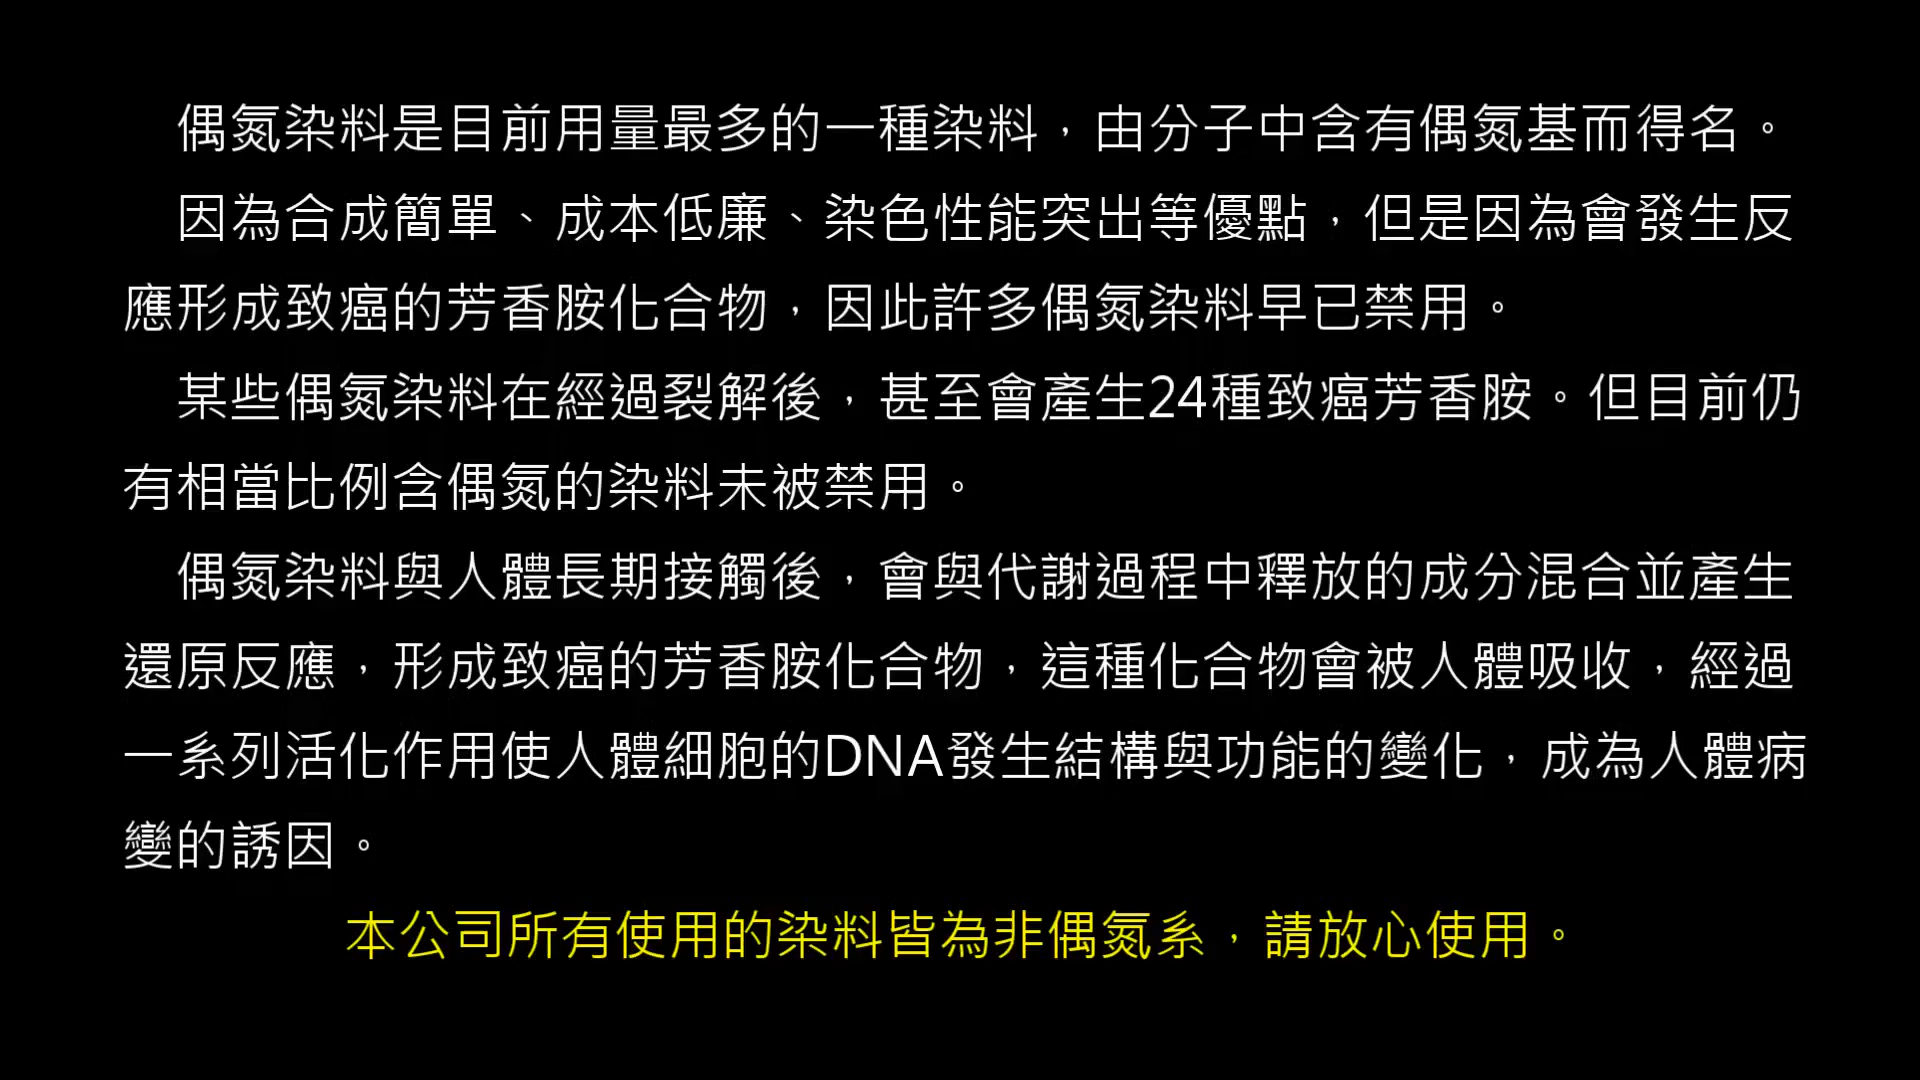 偶氮染料是目前用量最多的一種染料，由分子中含有偶氮基而得名。
因為合成簡單、成本低廉、染色性能突出等優點，但是因為會發生反
應形成致癌的芳香胺化合物，因此許多偶氮染料早已禁用。
某些偶氮染料在經過裂解後，甚至會產生24種致癌芳香胺。但目前仍
有相當比例含偶氮的染料未被禁用。
偶氮染料與人體長期接觸後，會與代謝過程中釋放的成分混合並產生
還原反應，形成致癌的芳香胺化合物，這種化合物會被人體吸收，經過
一系列活化作用使人體細胞的DNA發生結構與功能的變化，成為人體病
變的誘因。
本公司所有使用的染料皆為非偶氮系，請放心使用。